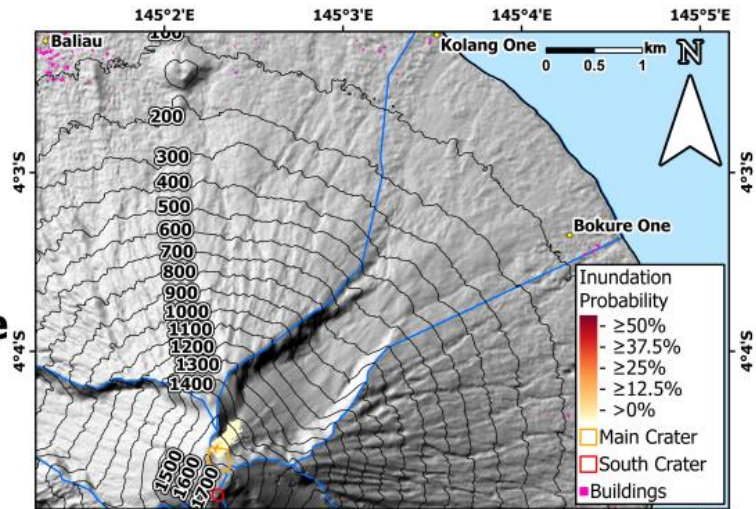 145°2'E 145°3'E 145°4'E 145°5'E
Baliau
100
Kolang One
0 0.5 1
km
N
200
300
400
500
600
700
800
900
1000
1100
1200
1300
1400
1500
1600
1700
4°3'S
4°3'S
4°4'S
4°4'S
Bokure One
Inundation
Probability
- ≥50%
- ≥37.5%
- ≥25%
- ≥12.5%
- >0%
Main Crater
South Crater
Buildings